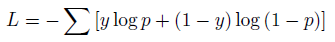 L = −∑ [y log p + (1 − y) log (1 − p)]